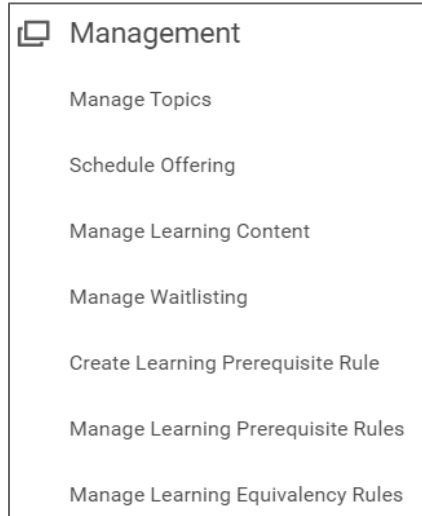 Management
Manage Topics
Schedule Offering
Manage Learning Content
Manage Waitlisting
Create Learning Prerequisite Rule
Manage Learning Prerequisite Rules
Manage Learning Equivalency Rules